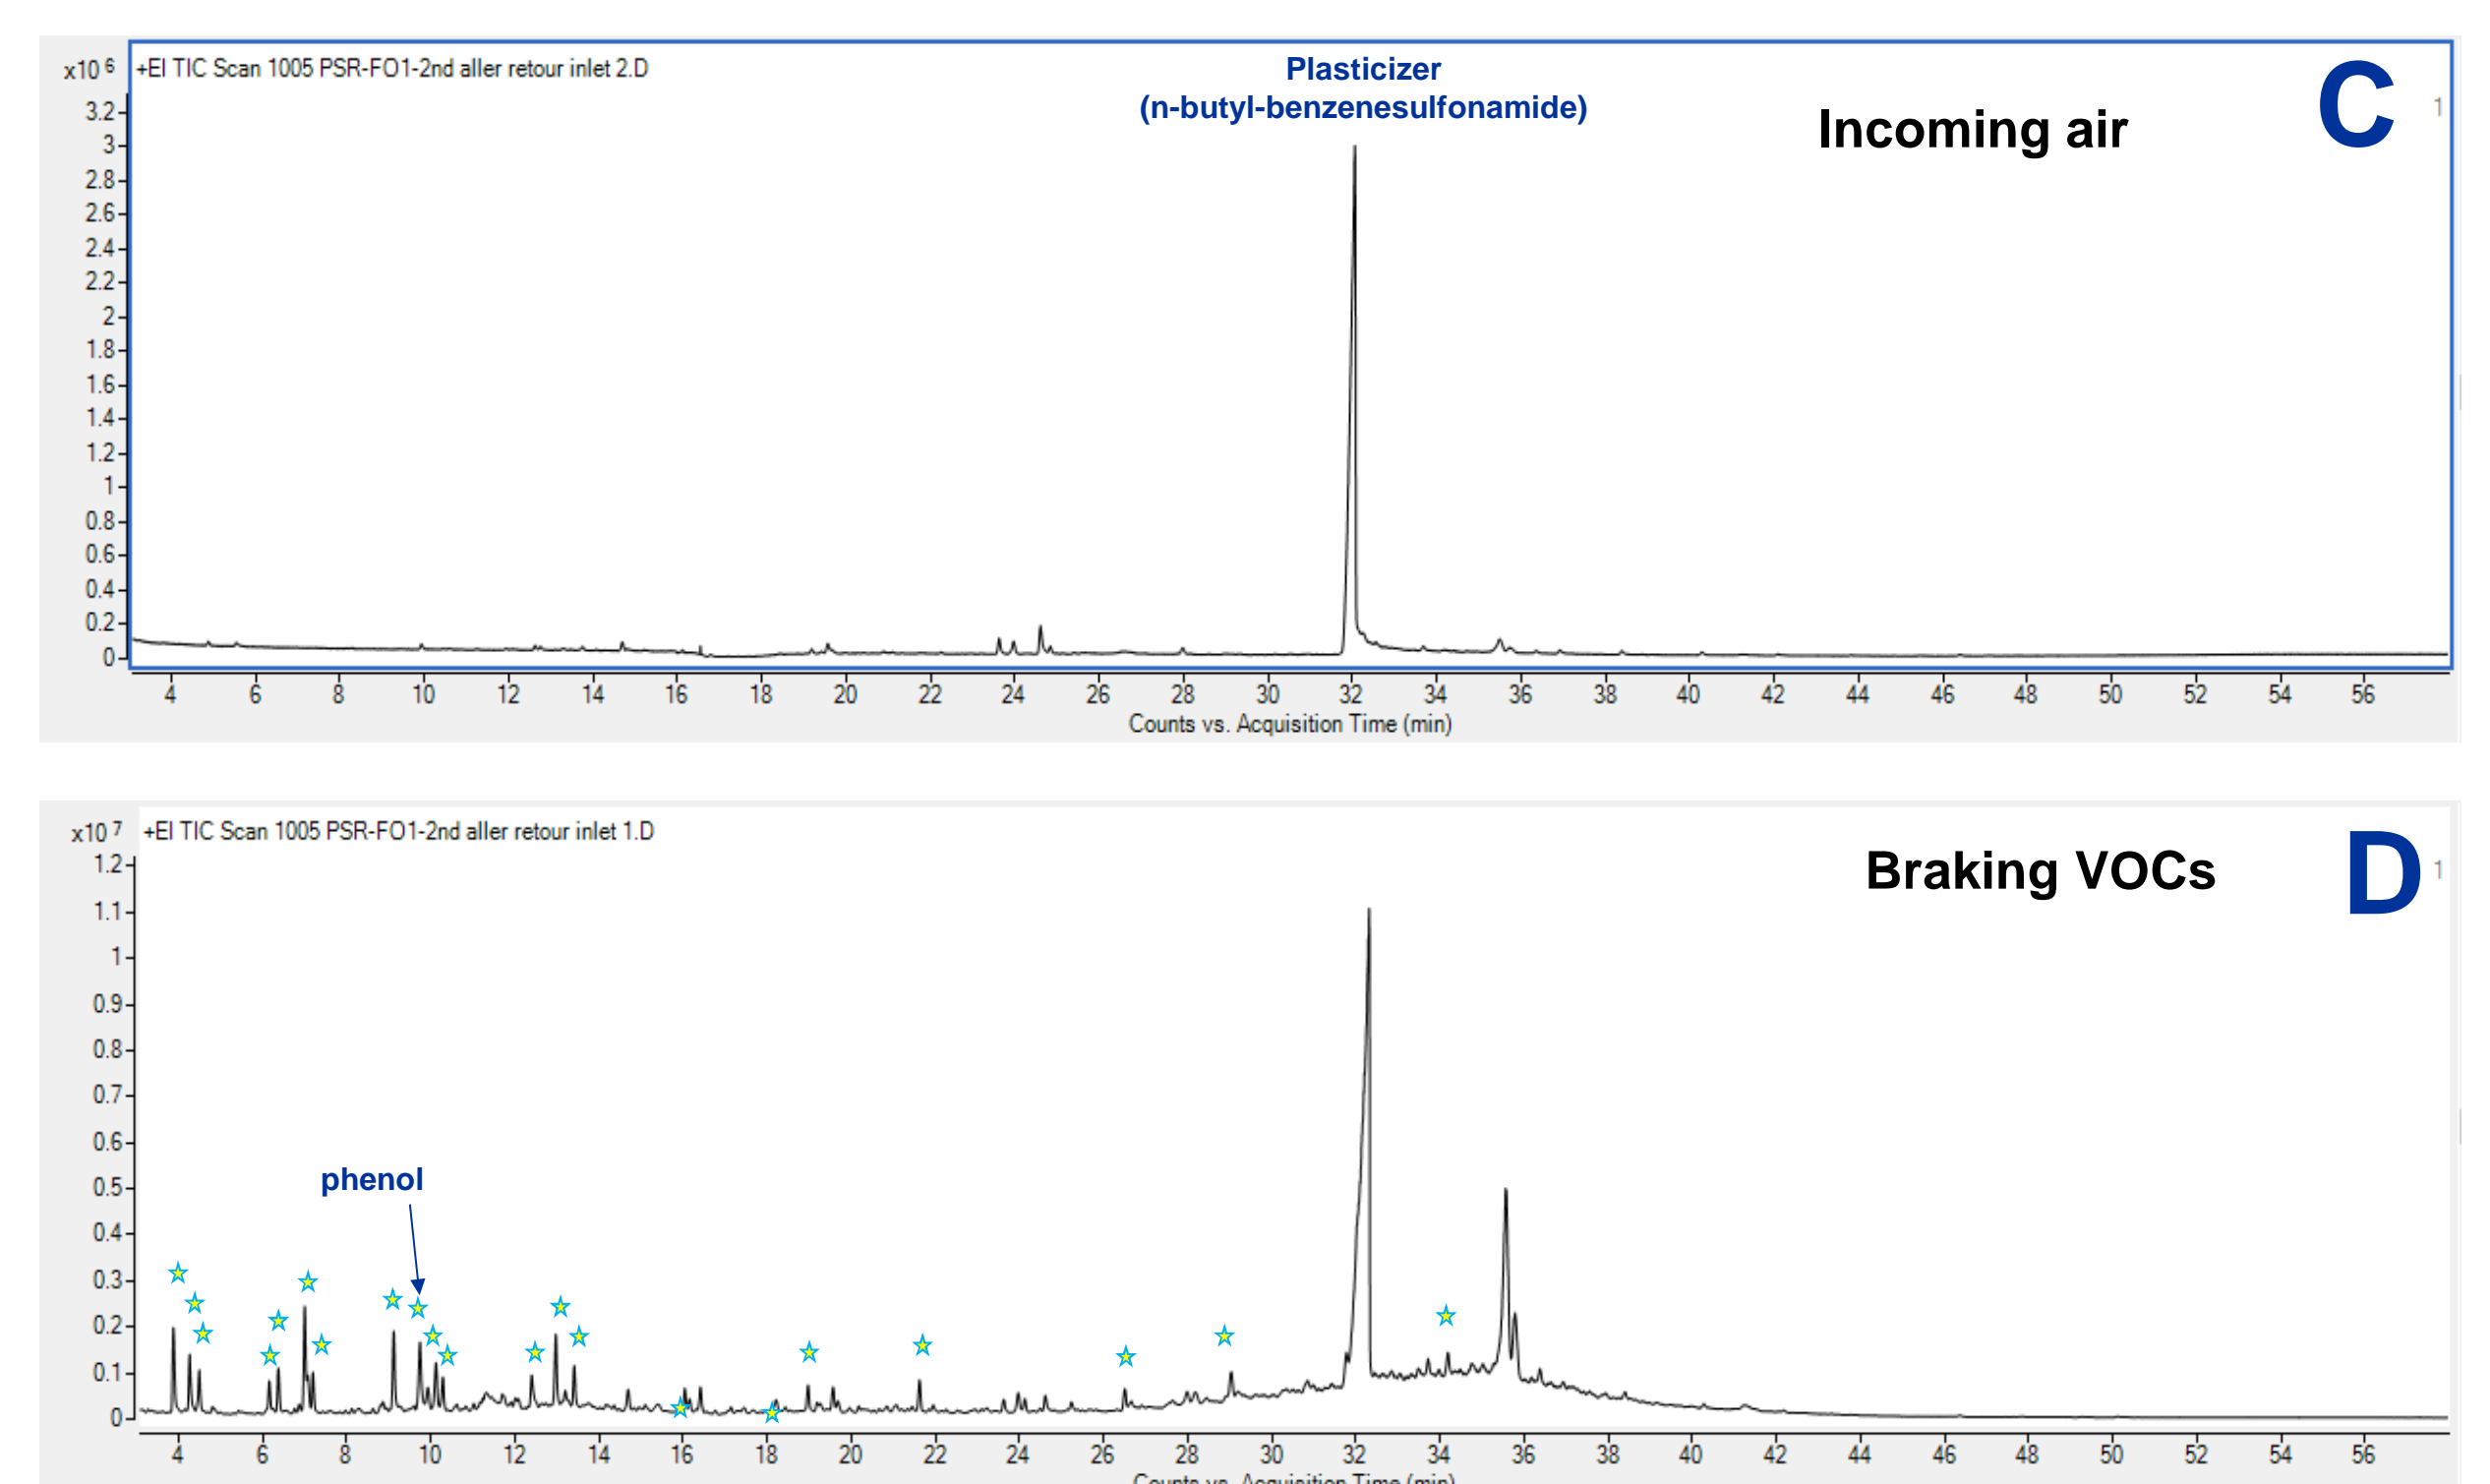 x10 6 +EI TIC Scan 1005 PSR-FO1-2nd aller retour inlet 2.D
Plasticizer
(n-butyl-benzenesulfonamide)
Incoming air
C
1
3.2
3
2.8
2.6
2.4
2.2
2
1.8
1.6
1.4
1.2
1
0.8
0.6
0.4
0.2
0
4 6 8 10 12 14 16 18 20 22 24 26 28 30 32 34 36 38 40 42 44 46 48 50 52 54 56
Counts vs. Acquisition Time (min)
x10 7 +EI TIC Scan 1005 PSR-FO1-2nd aller retour inlet 1.D
Braking VOCs
D
1
1.2
1.1
1
0.9
0.8
0.7
0.6
0.5
0.4
0.3
0.2
0.1
0
phenol
4 6 8 10 12 14 16 18 20 22 24 26 28 30 32 34 36 38 40 42 44 46 48 50 52 54 56
Counts vs. Acquisition Time (min)